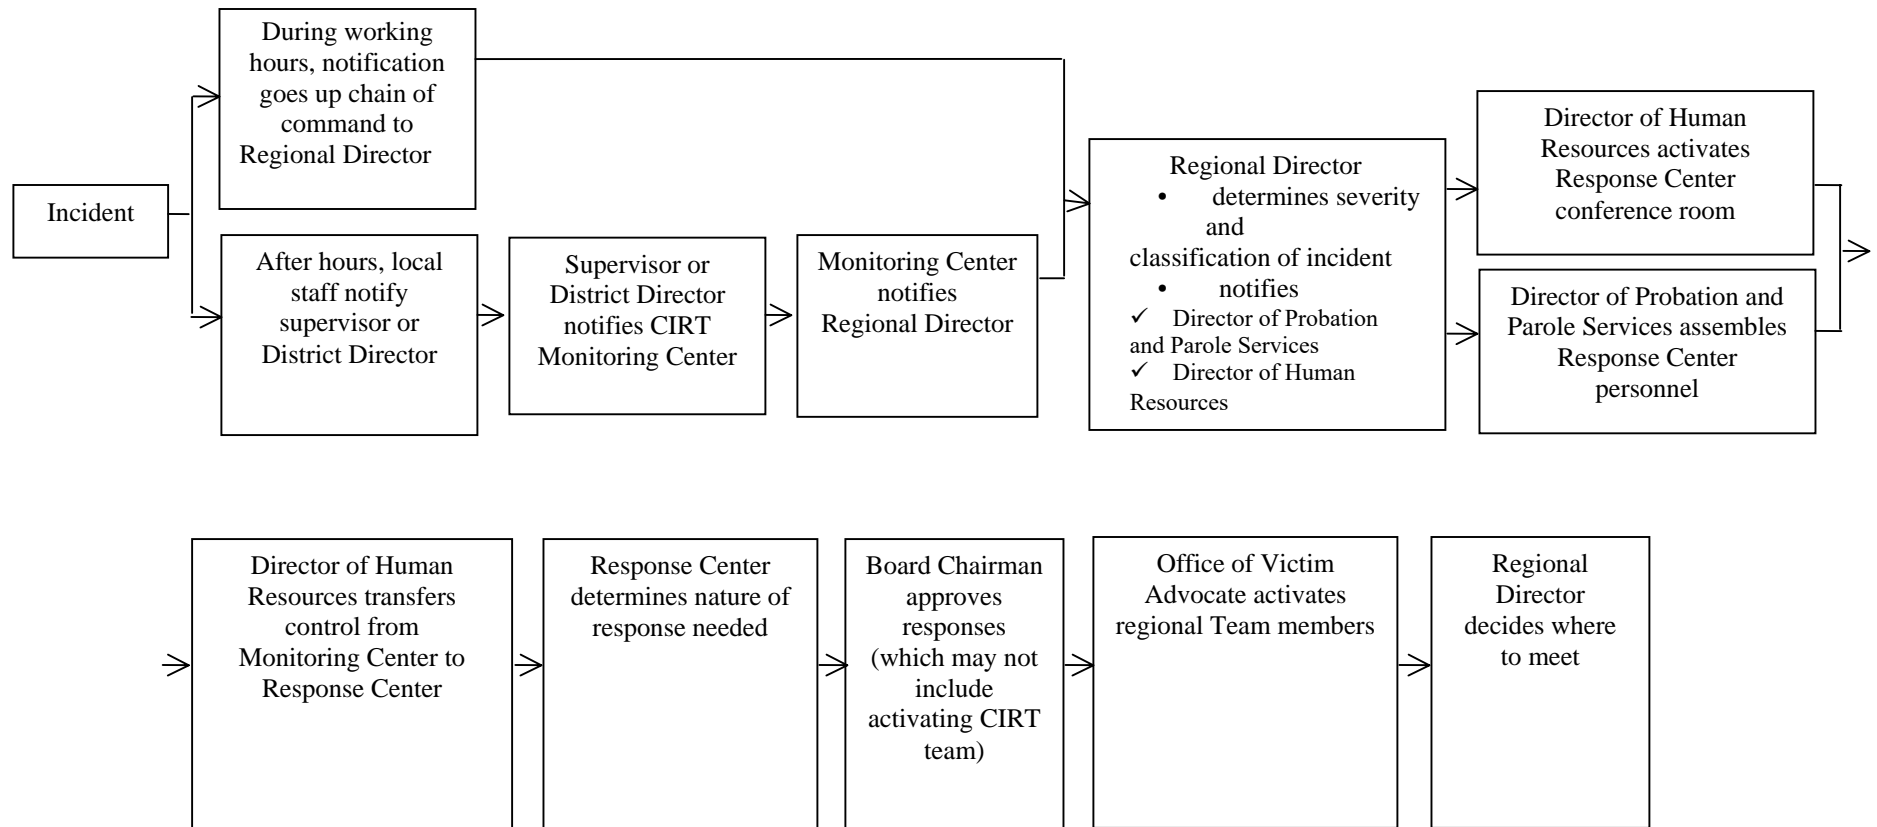 During working
hours, notification
goes up chain of
command to
Regional Director
Incident
After hours, local
staff notify
supervisor or
District Director
Supervisor or
District Director
notifies CIRT
Monitoring Center
Monitoring Center
notifies
Regional Director
Regional Director
• determines severity
and
classification of incident
• notifies
✓ Director of Probation
and Parole Services
✓ Director of Human
Resources
Director of Human
Resources activates
Response Center
conference room
Director of Probation and
Parole Services assembles
Response Center
personnel
Director of Human
Resources transfers
control from
Monitoring Center to
Response Center
Response Center
determines nature of
response needed
Board Chairman
approves
responses
(which may not
include
activating CIRT
team)
Office of Victim
Advocate activates
regional Team members
Regional
Director
decides where
to meet